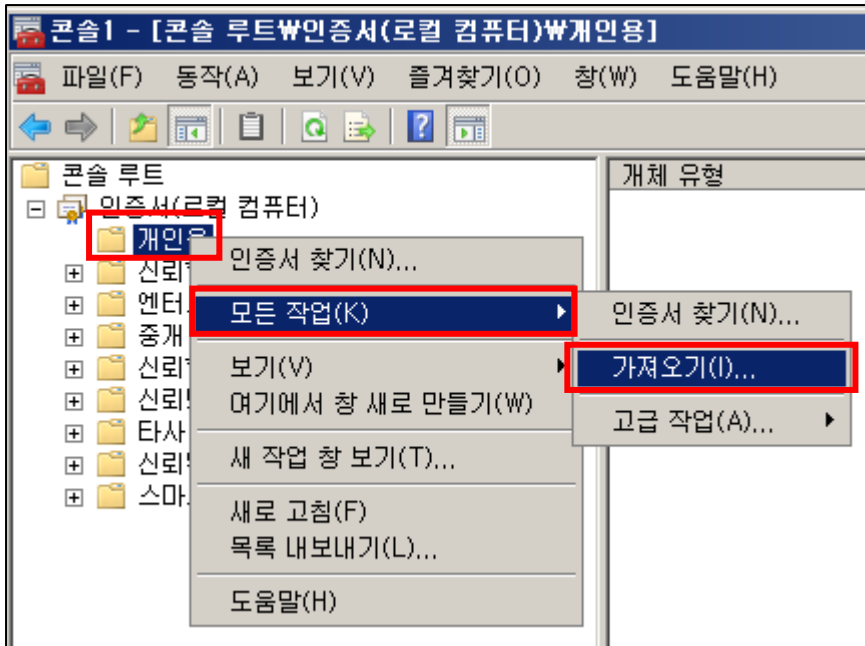 콘솔1 - [콘솔 루트₩인증서(로컬 컴퓨터)₩개인용]
파일(F) 동작(A) 보기(V) 즐겨찾기(O) 창(W) 도움말(H)
콘솔 루트
개체 유형
인증서(로컬 컴퓨터)
개인용
인증서 찾기(N)...
신뢰
엔터
모든 작업(K)
인증서 찾기(N)...
중개
신뢰
보기(V)
가져오기(I)...
신뢰
여기에서 창 새로 만들기(W)
타사
고급 작업(A)...
신뢰
새 작업 창 보기(T)...
스마
새로 고침(F)
목록 내보내기(L)...
도움말(H)